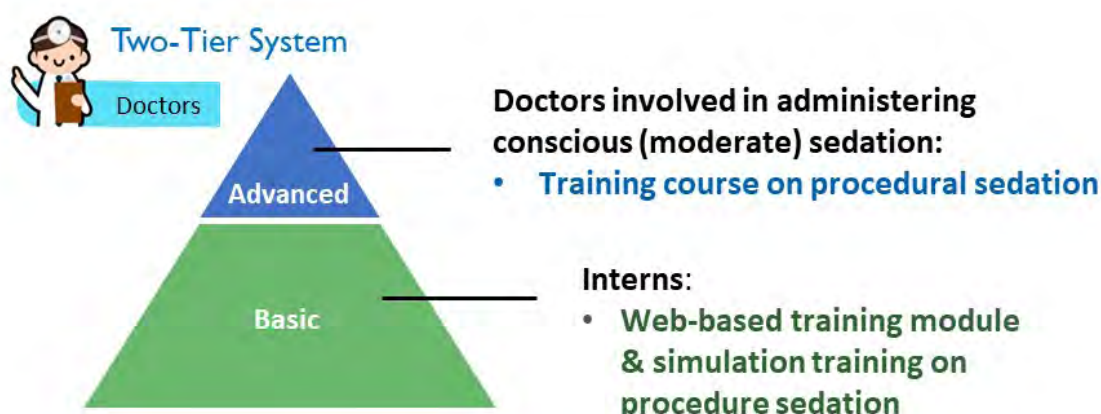 Two-Tier System
Doctors
Doctors involved in administering
conscious (moderate) sedation:
• Training course on procedural sedation
Advanced
Interns:
• Web-based training module
& simulation training on
procedure sedation
Basic